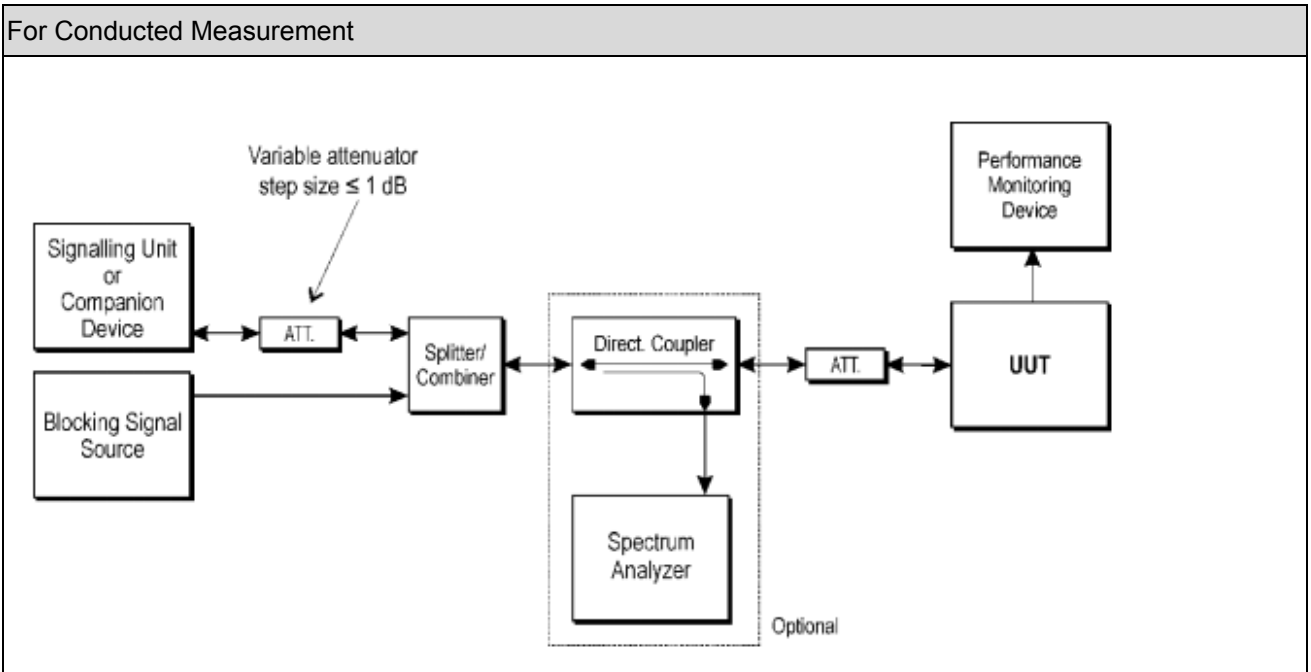 For Conducted Measurement
Variable attenuator
step size ≤ 1 dB
Signalling Unit
or
Companion
Device
ATT.
Blocking Signal
Source
Splitter/
Combiner
Direct. Coupler
Spectrum
Analyzer
Optional
ATT.
Performance
Monitoring
Device
UUT